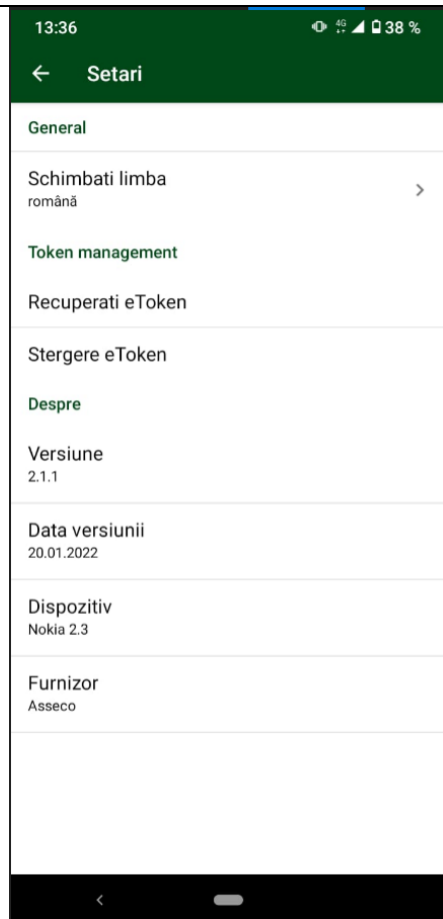 13:36 4G 38 %
Setari
General
Schimbati limba
română
Token management
Recuperati eToken
Stergere eToken
Despre
Versiune
2.1.1
Data versiunii
20.01.2022
Dispozitiv
Nokia 2.3
Furnizor
Asseco